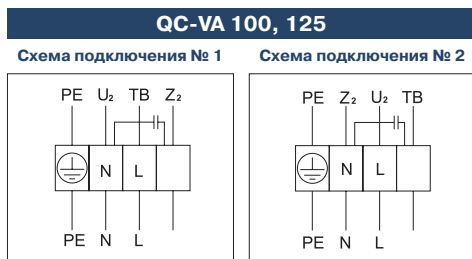 QC-VA 100, 125
Схема подключения № 1
Схема подключения № 2
PE U₂ TB Z₂
N L
PE N L
PE Z₂ U₂ TB
N L
PE N L